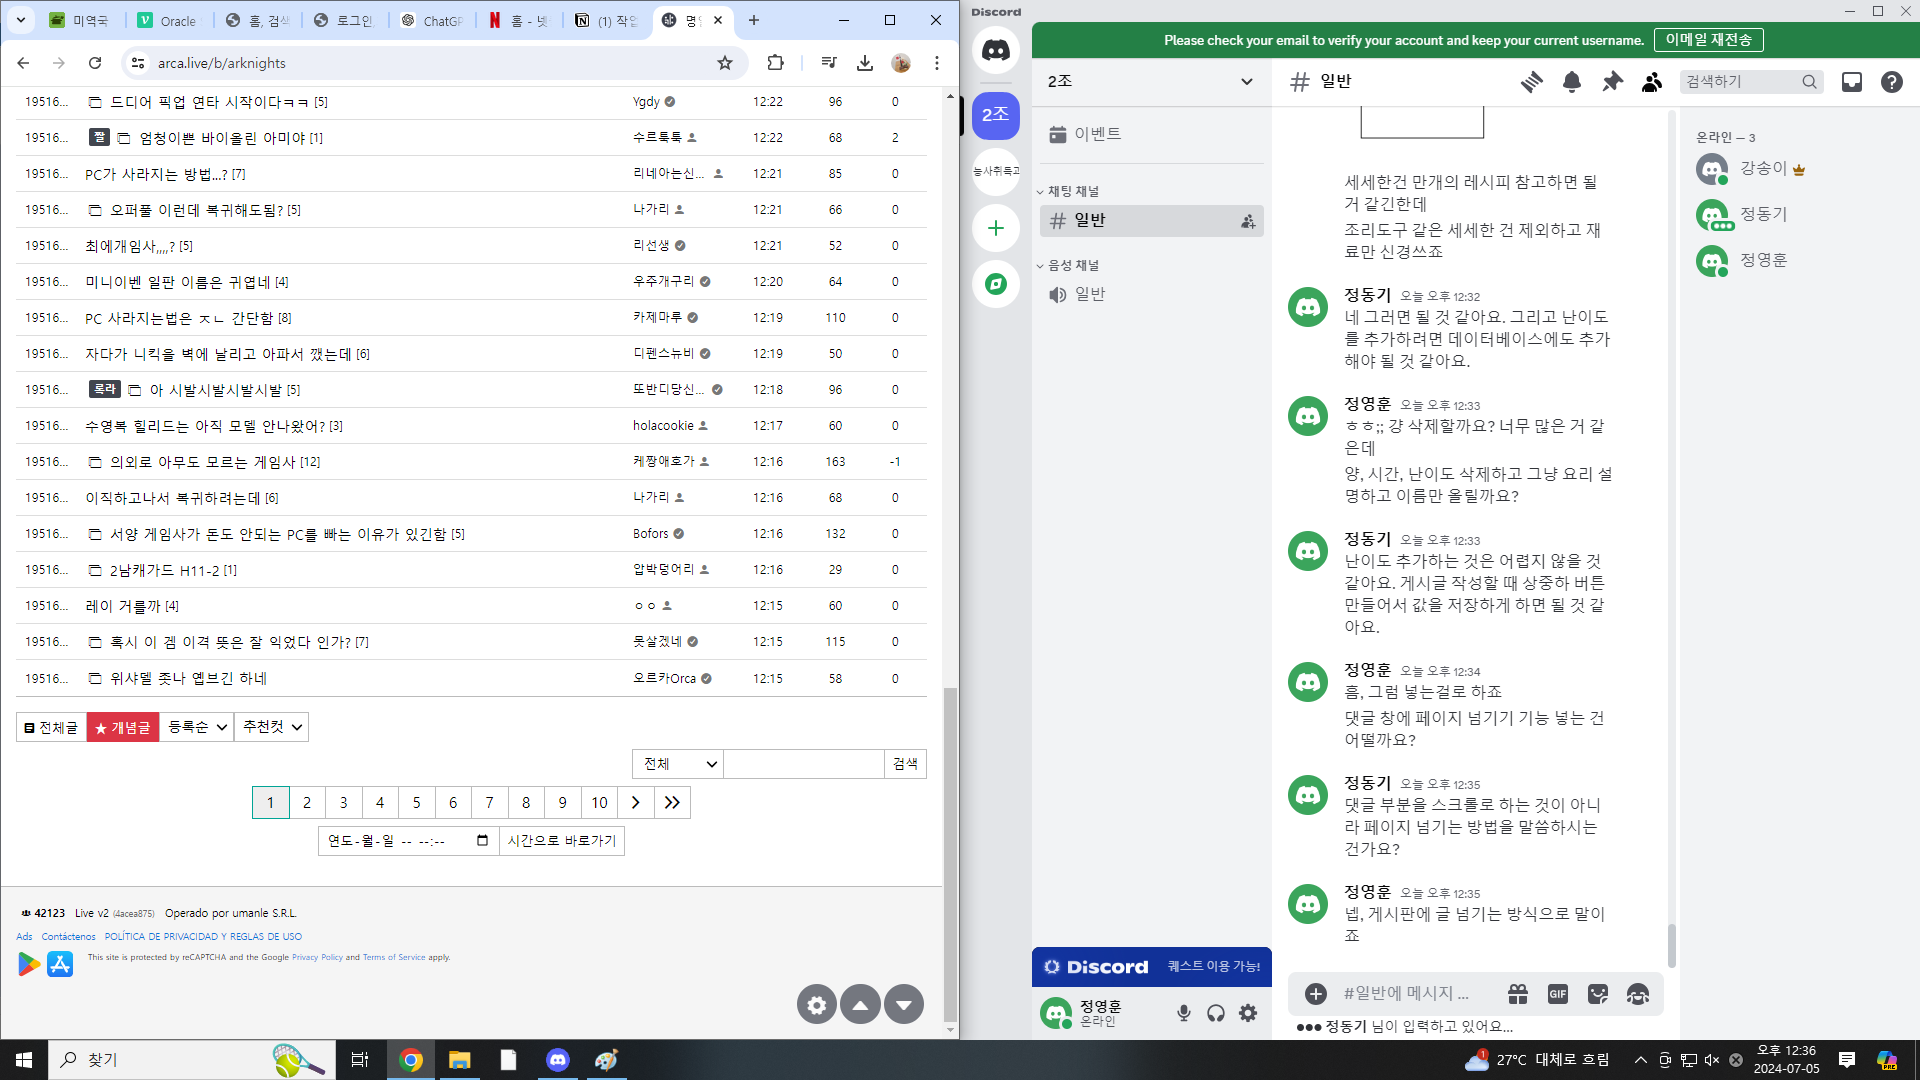 미역국
Oracle
홈, 검색
로그인
ChatGP
홈 - 넷
(1) 작업
명일
arca.live/b/arknights
19516... 드디어 픽업 연타 시작이다ㅋㅋ [5] Ygdy 12:22 96 0
19516... 짤 엄청이쁜 바이올린 아미야 [1] 수르툭툭 12:22 68 2
19516... PC가 사라지는 방법...? [7] 리네아는신... 12:21 85 0
19516... 오퍼풀 이런데 복귀해도됨? [5] 나가리 12:21 66 0
19516... 최에개임사,,,,? [5] 리선생 12:21 52 0
19516... 미니이벤 일판 이름은 귀엽네 [4] 우주개구리 12:20 64 0
19516... PC 사라지는법은 ㅈㄴ 간단함 [8] 카제마루 12:19 110 0
19516... 자다가 니킥을 벽에 날리고 아파서 깼는데 [6] 디펜스뉴비 12:19 50 0
19516... 록라 아 시발시발시발시발 [5] 또반디당신... 12:18 96 0
19516... 수영복 힐리드는 아직 모델 안나왔어? [3] holacookie 12:17 60 0
19516... 의외로 아무도 모르는 게임사 [12] 케짱애호가 12:16 163 -1
19516... 이직하고나서 복귀하려는데 [6] 나가리 12:16 68 0
19516... 서양 게임사가 돈도 안되는 PC를 빠는 이유가 있긴함 [5] Bofors 12:16 132 0
19516... 2남캐가드 H11-2 [1] 압박덩어리 12:16 29 0
19516... 레이 거를까 [4] ㅇㅇ 12:15 60 0
19516... 혹시 이 겜 이격 뜻은 잘 익었다 인가? [7] 못살겠네 12:15 115 0
19516... 위샤델 좃나 옙브긴 하네 오르카Orca 12:15 58 0
전체글 개념글 등록순 추천컷
전체 검색
1 2 3 4 5 6 7 8 9 10
연도-월-일 -- --:-- 시간으로 바로가기
42123 Live v2 (4acea875) Operado por umanle S.R.L.
Ads Contáctenos POLÍTICA DE PRIVACIDAD Y REGLAS DE USO
This site is protected by reCAPTCHA and the Google Privacy Policy and Terms of Service apply.
Discord
Please check your email to verify your account and keep your current username. 이메일 재전송
2조
농사취득고
2조
이벤트
채팅 채널
일반
음성 채널
일반
Discord 퀘스트 이용 가능!
정영훈
온라인
일반
검색하기
세세한건 만개의 레시피 참고하면 될
거 같긴한데
조리도구 같은 세세한 건 제외하고 재
료만 신경쓰죠
정동기 오늘 오후 12:32
네 그러면 될 것 같아요. 그리고 난이도
를 추가하려면 데이터베이스에도 추가
해야 될 것 같아요.
정영훈 오늘 오후 12:33
ㅎㅎ;; 걍 삭제할까요? 너무 많은 거 같
은데
양, 시간, 난이도 삭제하고 그냥 요리 설
명하고 이름만 올릴까요?
정동기 오늘 오후 12:33
난이도 추가하는 것은 어렵지 않을 것
같아요. 게시글 작성할 때 상중하 버튼
만들어서 값을 저장하게 하면 될 것 같
아요.
정영훈 오늘 오후 12:34
흠, 그럼 넣는걸로 하죠
댓글 창에 페이지 넘기기 기능 넣는 건
어떨까요?
정동기 오늘 오후 12:35
댓글 부분을 스크롤로 하는 것이 아니
라 페이지 넘기는 방법을 말씀하시는
건가요?
정영훈 오늘 오후 12:35
넵, 게시판에 글 넘기는 방식으로 말이
죠
#일반에 메시지 ... GIF
정동기 님이 입력하고 있어요...
온라인 — 3
강송이
정동기
정영훈
찾기
1 27°C 대체로 흐림
오후 12:36
2024-07-05
PRE